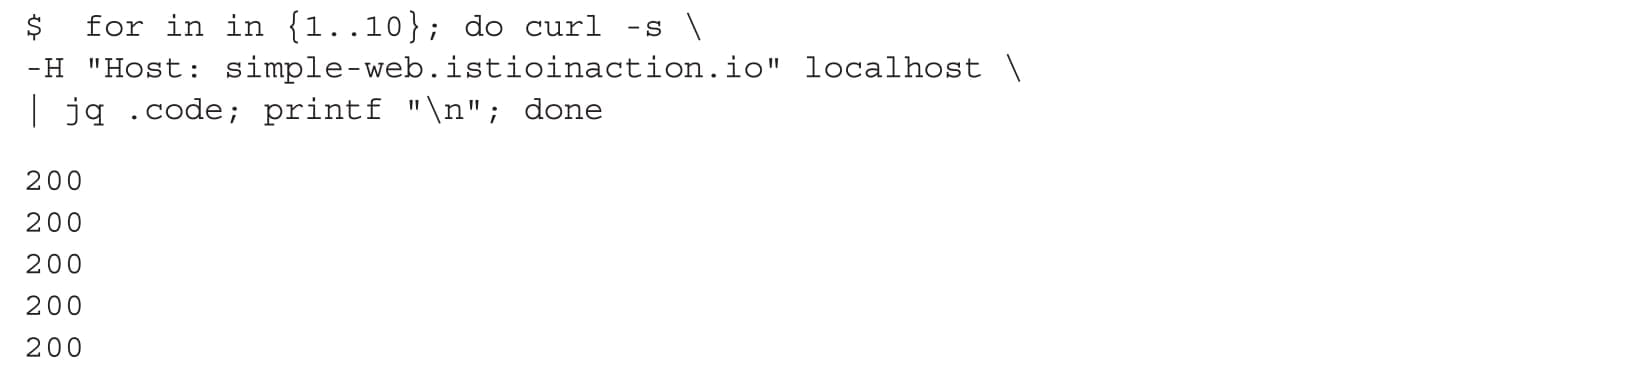 $  for in in {1..10}; do curl -s \
-H "Host: simple-web.istioinaction.io" localhost \
| jq .code; printf "\n"; done
200
200
200
200
200